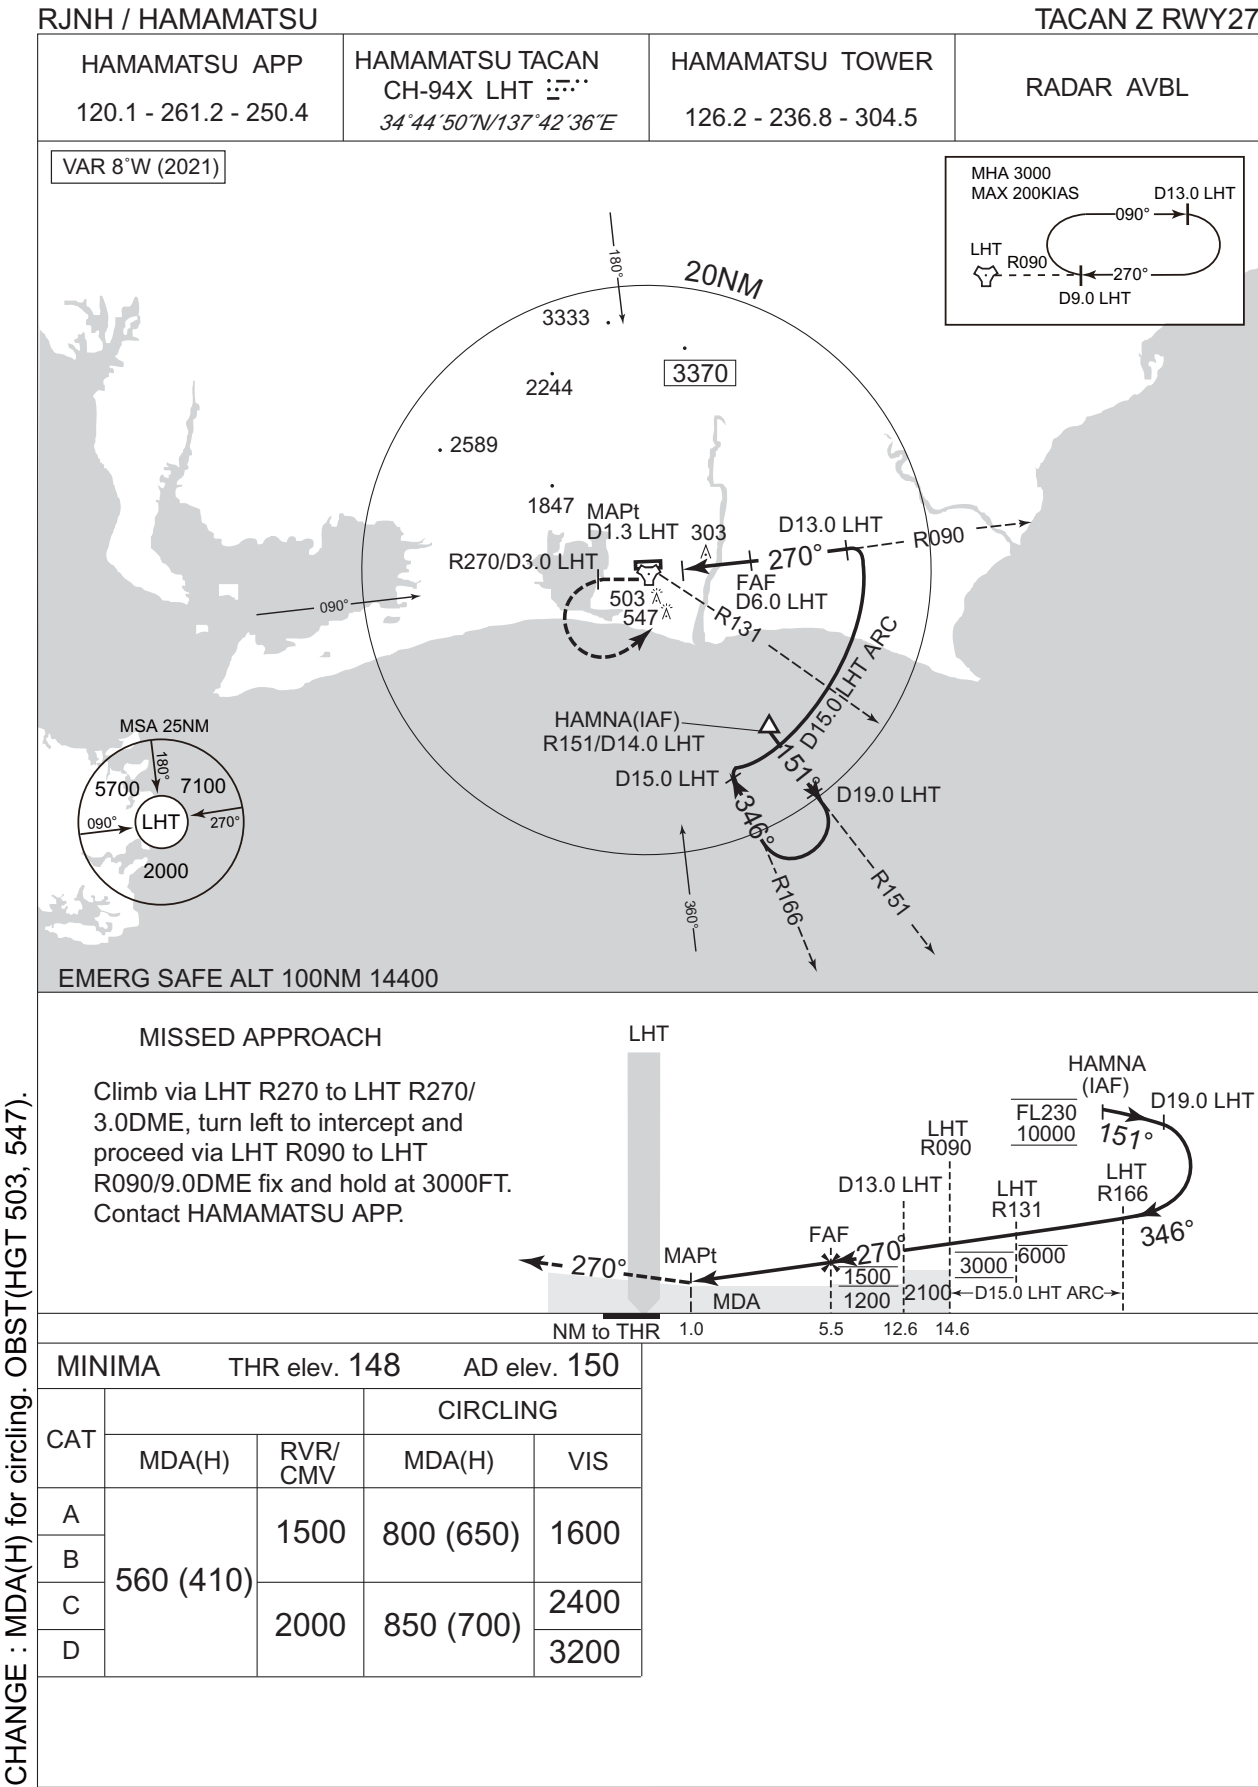 RJNH / HAMAMATSU
TACAN Z RWY27
HAMAMATSU APP
120.1 - 261.2 - 250.4
HAMAMATSU TACAN
CH-94X LHT
34°44′50″N/137°42′36″E
HAMAMATSU TOWER
126.2 - 236.8 - 304.5
RADAR AVBL
VAR 8°W (2021)
MHA 3000
MAX 200KIAS
D13.0 LHT
090°
LHT
R090
270°
D9.0 LHT
180°
20NM
3333
3370
2244
2589
1847
MAPt
D1.3 LHT
303
D13.0 LHT
R090
270°
R270/D3.0 LHT
FAF
D6.0 LHT
503
547
R131
090°
D15.0 LHT ARC
HAMNA(IAF)
R151/D14.0 LHT
151°
D15.0 LHT
D19.0 LHT
346°
R166
R151
360°
MSA 25NM
180°
5700
7100
090°
LHT
270°
2000
EMERG SAFE ALT 100NM 14400
MISSED APPROACH
Climb via LHT R270 to LHT R270/
3.0DME, turn left to intercept and
proceed via LHT R090 to LHT
R090/9.0DME fix and hold at 3000FT.
Contact HAMAMATSU APP.
LHT
HAMNA
(IAF)
FL230
10000
151°
D19.0 LHT
LHT
R090
D13.0 LHT
LHT
R131
LHT
R166
346°
FAF
270°
MAPt
270°
1500
1200
2100
3000
6000
D15.0 LHT ARC
MDA
NM to THR
1.0
5.5
12.6
14.6
MINIMA
THR elev. 148
AD elev. 150
CAT
CIRCLING
MDA(H)
RVR/
CMV
MDA(H)
VIS
A
B
C
D
560 (410)
1500
2000
800 (650)
850 (700)
1600
2400
3200
CHANGE : MDA(H) for circling. OBST(HGT 503, 547).